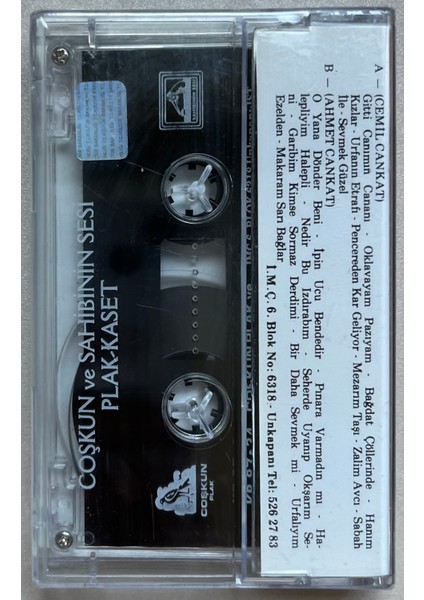 A — (CEMİL CANKAT)
Gitti Canımın Cananı - Oklavayam Pazıyam - Bağdat Çöllerinde - Hanım
Kızlar - Urfanın Etrafı - Pencereden Kar Geliyor - Mezarım Taşı - Zalim Avcı - Sabah
İle - Sevmek Güzel
B — (AHMET CANKAT)
O Yana Dönder Beni - İpin Ucu Bendedir - Pınara Varmadın mı - Ha-
lepliyim Halepli - Nedir Bu Izdırabım - Seherde Uyanıp Okşarım Se-
ni - Garibim Kimse Sormaz Derdimi - Bir Daha Sevmek mi - Urfalıyım
Ezelden - Makaram Sarı Bağlar
İ.M.Ç. 6. Blok No: 6318 - Unkapanı Tel: 526 27 83
COŞKUN
PLAK
COŞKUN ve SAHİBİNİN SESİ
PLAK-KASET